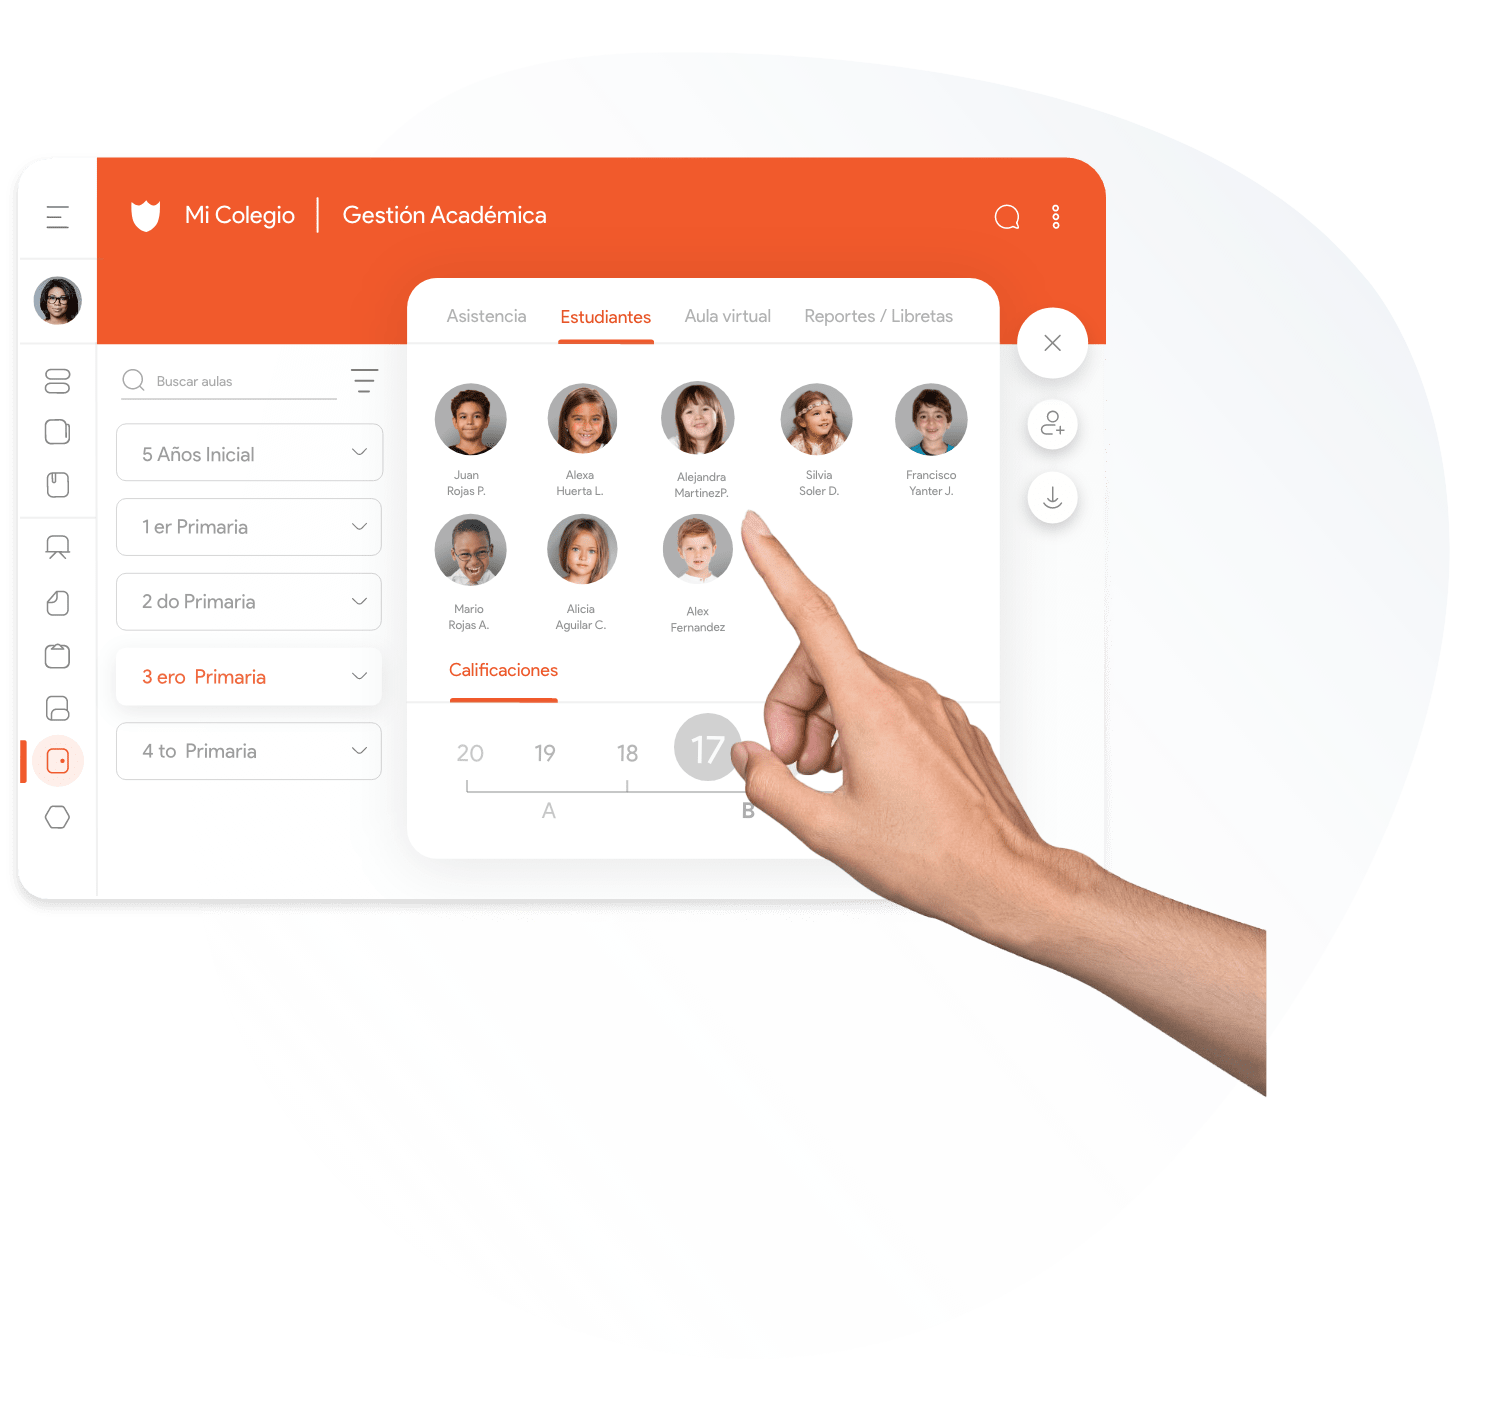 Mi Colegio
Gestión Académica
Asistencia
Estudiantes
Aula virtual
Reportes / Libretas
Buscar aulas
5 Años Inicial
1 er Primaria
2 do Primaria
3 ero Primaria
4 to Primaria
Juan
Rojas P.
Alexa
Huerta L.
Alejandra
MartinezP.
Silvia
Soler D.
Francisco
Yanter J.
Mario
Rojas A.
Alicia
Aguilar C.
Alex
Fernandez
Calificaciones
20 19 18 17
A B